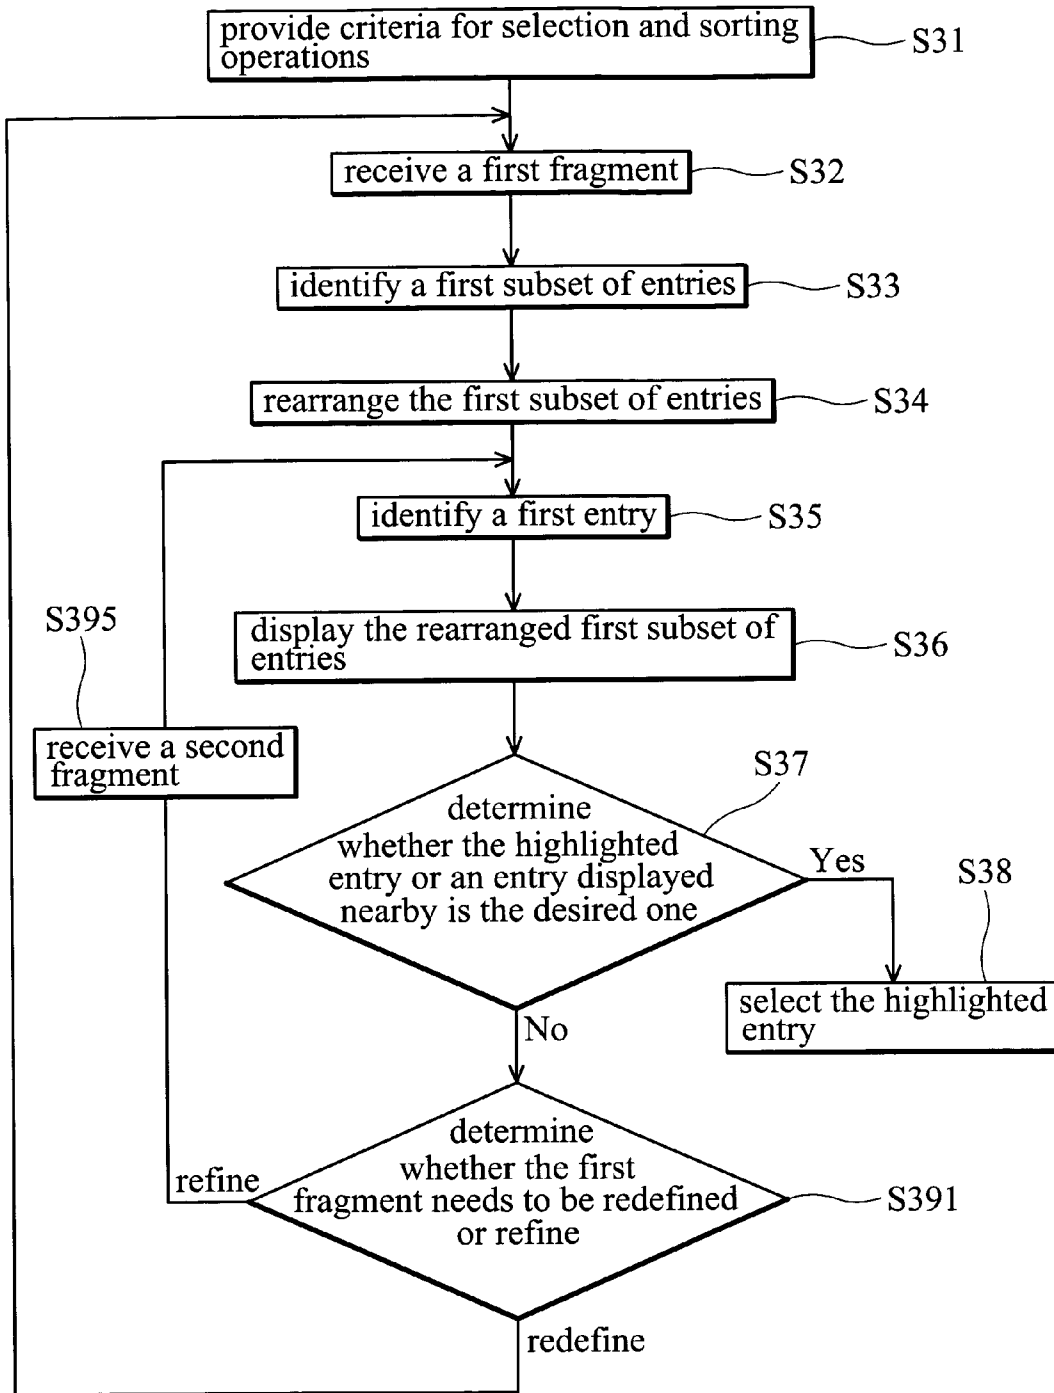 provide criteria for selection and sorting
operations
S31
receive a first fragment
S32
identify a first subset of entries
S33
rearrange the first subset of entries
S34
identify a first entry
S35
display the rearranged first subset of
entries
S36
S395
receive a second
fragment
S37
determine
whether the highlighted
entry or an entry displayed
nearby is the desired one
Yes
S38
select the highlighted
entry
No
determine
whether the first
fragment needs to be redefined
or refine
refine
S391
redefine